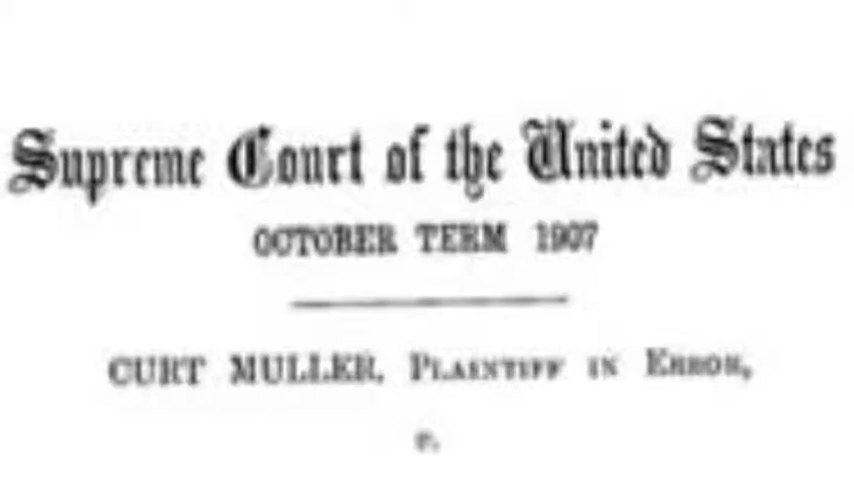 Supreme Court of the United States
OCTOBER TERM 1907
CURT MULLER, PLAINTIFF IN ERROR,
v.